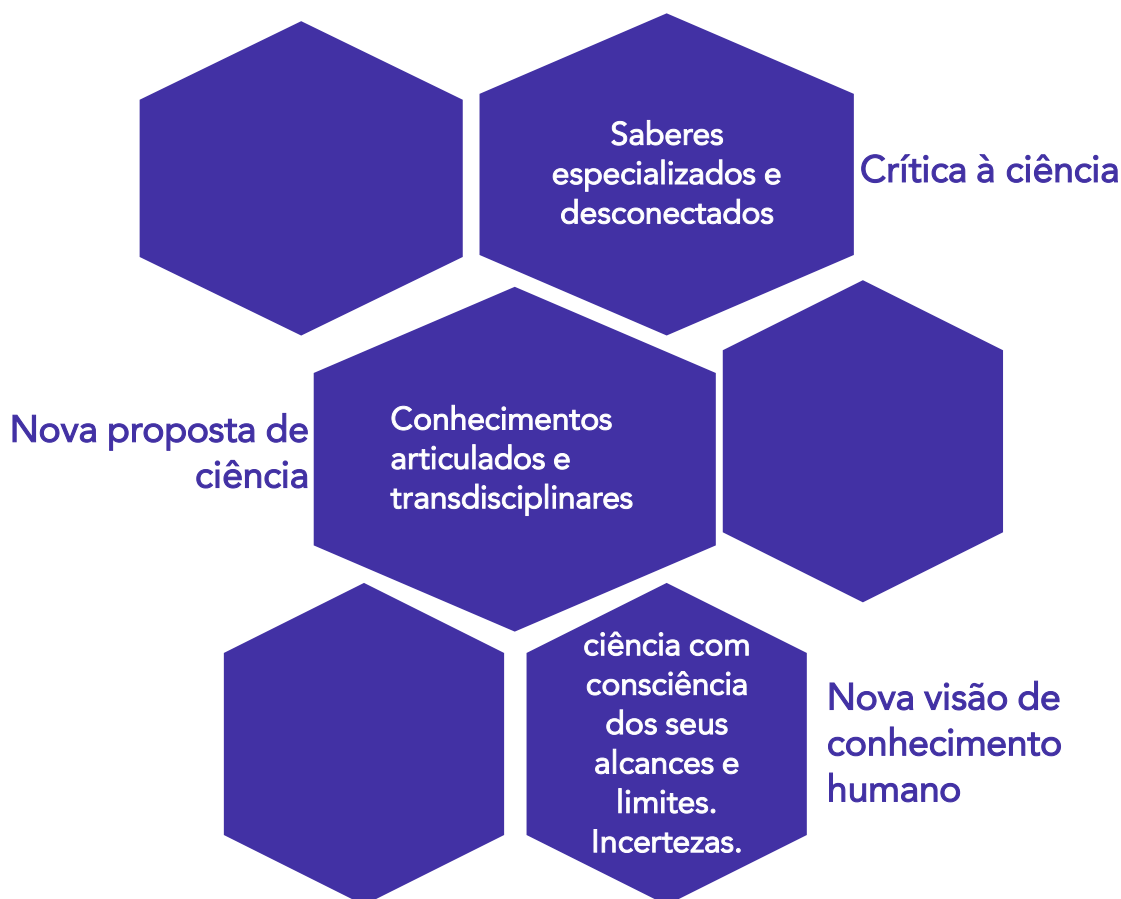 Saberes
especializados e
desconectados
Crítica à ciência
Nova proposta de
ciência
Conhecimentos
articulados e
transdisciplinares
ciência com
consciência
dos seus
alcances e
limites.
Incertezas.
Nova visão de
conhecimento
humano